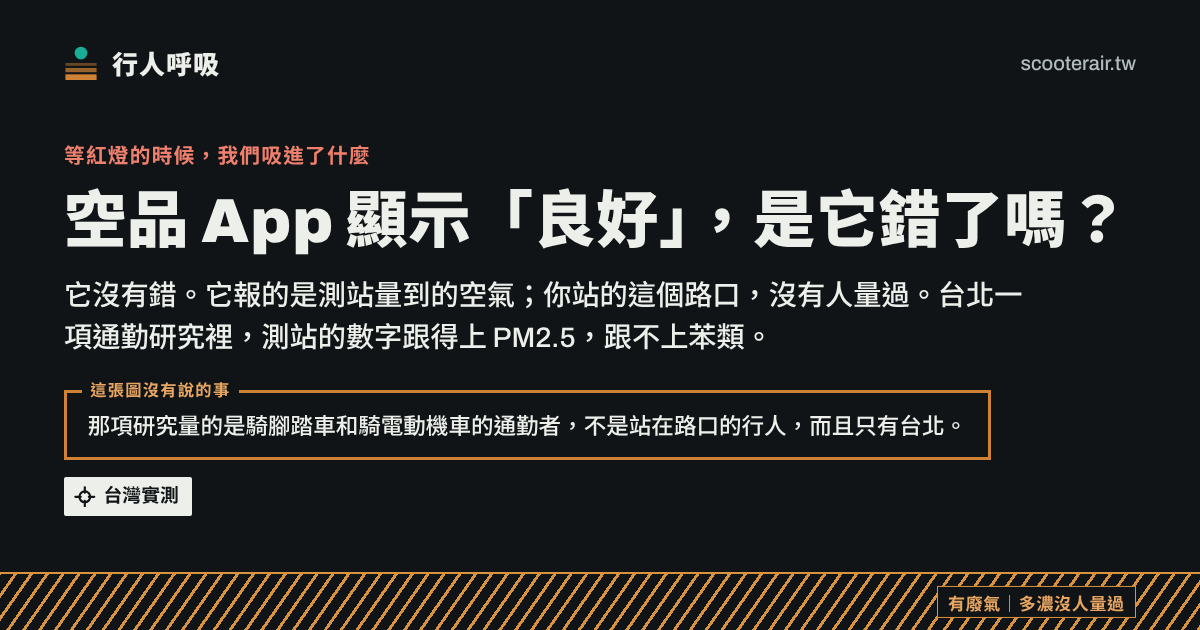 行人呼吸
scooterair.tw
等紅燈的時候，我們吸進了什麼
空品 App 顯示「良好」，是它錯了嗎？
它沒有錯。它報的是測站量到的空氣；你站的這個路口，沒有人量過。台北一
項通勤研究裡，測站的數字跟得上 PM2.5，跟不上苯類。
這張圖沒有說的事
那項研究量的是騎腳踏車和騎電動機車的通勤者，不是站在路口的行人，而且只有台北。
台灣實測
有廢氣｜多濃沒人量過